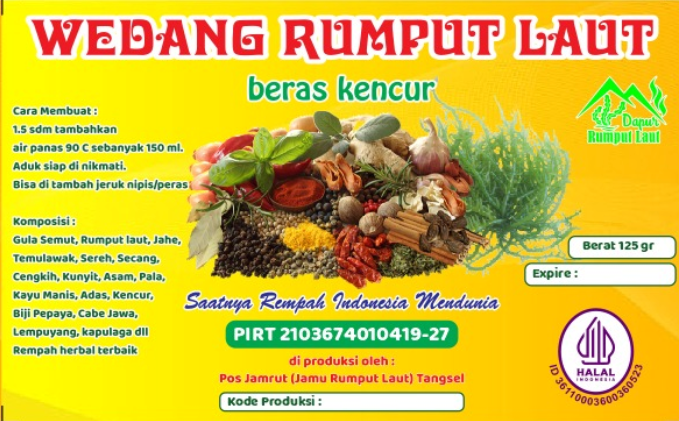 WEDANG RUMPUT LAUT
beras kencur
Cara Membuat :
1.5 sdm tambahkan
air panas 90 C sebanyak 150 ml.
Aduk siap di nikmati.
Bisa di tambah jeruk nipis/peras
Komposisi :
Gula Semut, Rumput laut, Jahe,
Temulawak, Sereh, Secang,
Cengkih, Kunyit, Asam, Pala,
Kayu Manis, Adas, Kencur,
Biji Pepaya, Cabe Jawa,
Lempuyang, kapulaga dll
Rempah herbal terbaik
Dapur
Rumput Laut
Berat 125 gr
Expire :
Saatnya Rempah Indonesia Mendunia
PIRT 2103674010419-27
di produksi oleh :
Pos Jamrut (Jamu Rumput Laut) Tangsel
Kode Produksi :
HALAL
INDONESIA
ID 36110003600360523